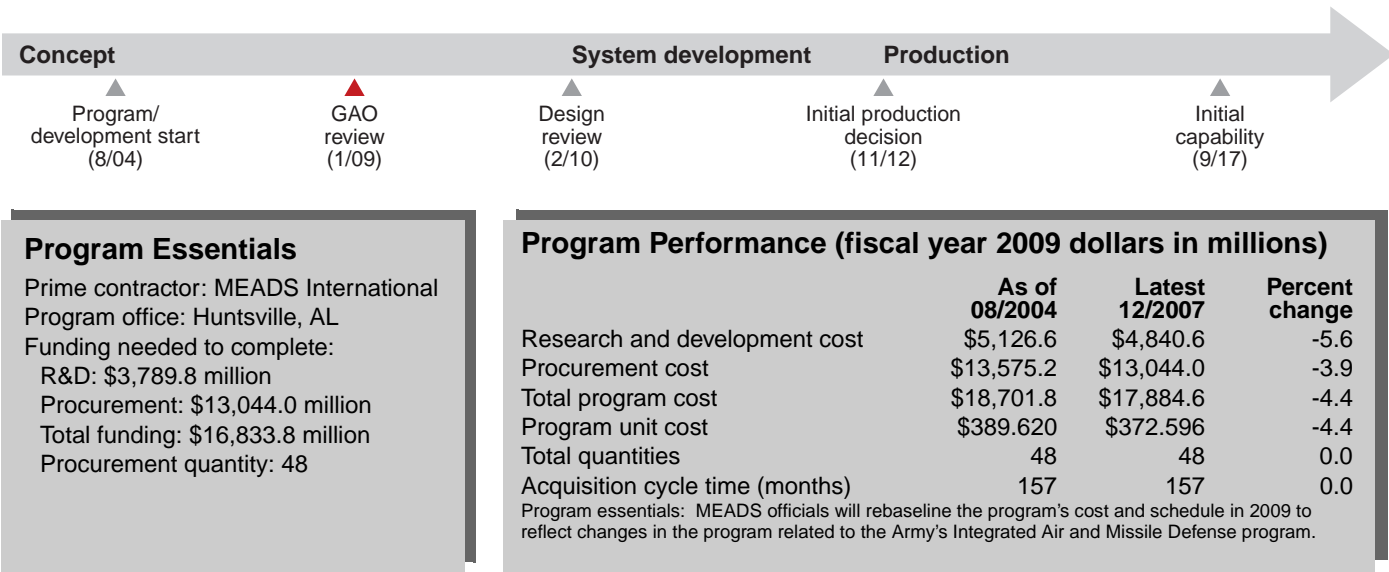 Concept System development Production
Program/
development start
(8/04)
GAO
review
(1/09)
Design
review
(2/10)
Initial production
decision
(11/12)
Initial
capability
(9/17)
Program Essentials
Prime contractor: MEADS International
Program office: Huntsville, AL
Funding needed to complete:
R&D: $3,789.8 million
Procurement: $13,044.0 million
Total funding: $16,833.8 million
Procurement quantity: 48
Program Performance (fiscal year 2009 dollars in millions)
As of
08/2004
Latest
12/2007
Percent
change
Research and development cost $5,126.6 $4,840.6 -5.6
Procurement cost $13,575.2 $13,044.0 -3.9
Total program cost $18,701.8 $17,884.6 -4.4
Program unit cost $389.620 $372.596 -4.4
Total quantities 48 48 0.0
Acquisition cycle time (months) 157 157 0.0
Program essentials: MEADS officials will rebaseline the program's cost and schedule in 2009 to
reflect changes in the program related to the Army's Integrated Air and Missile Defense program.